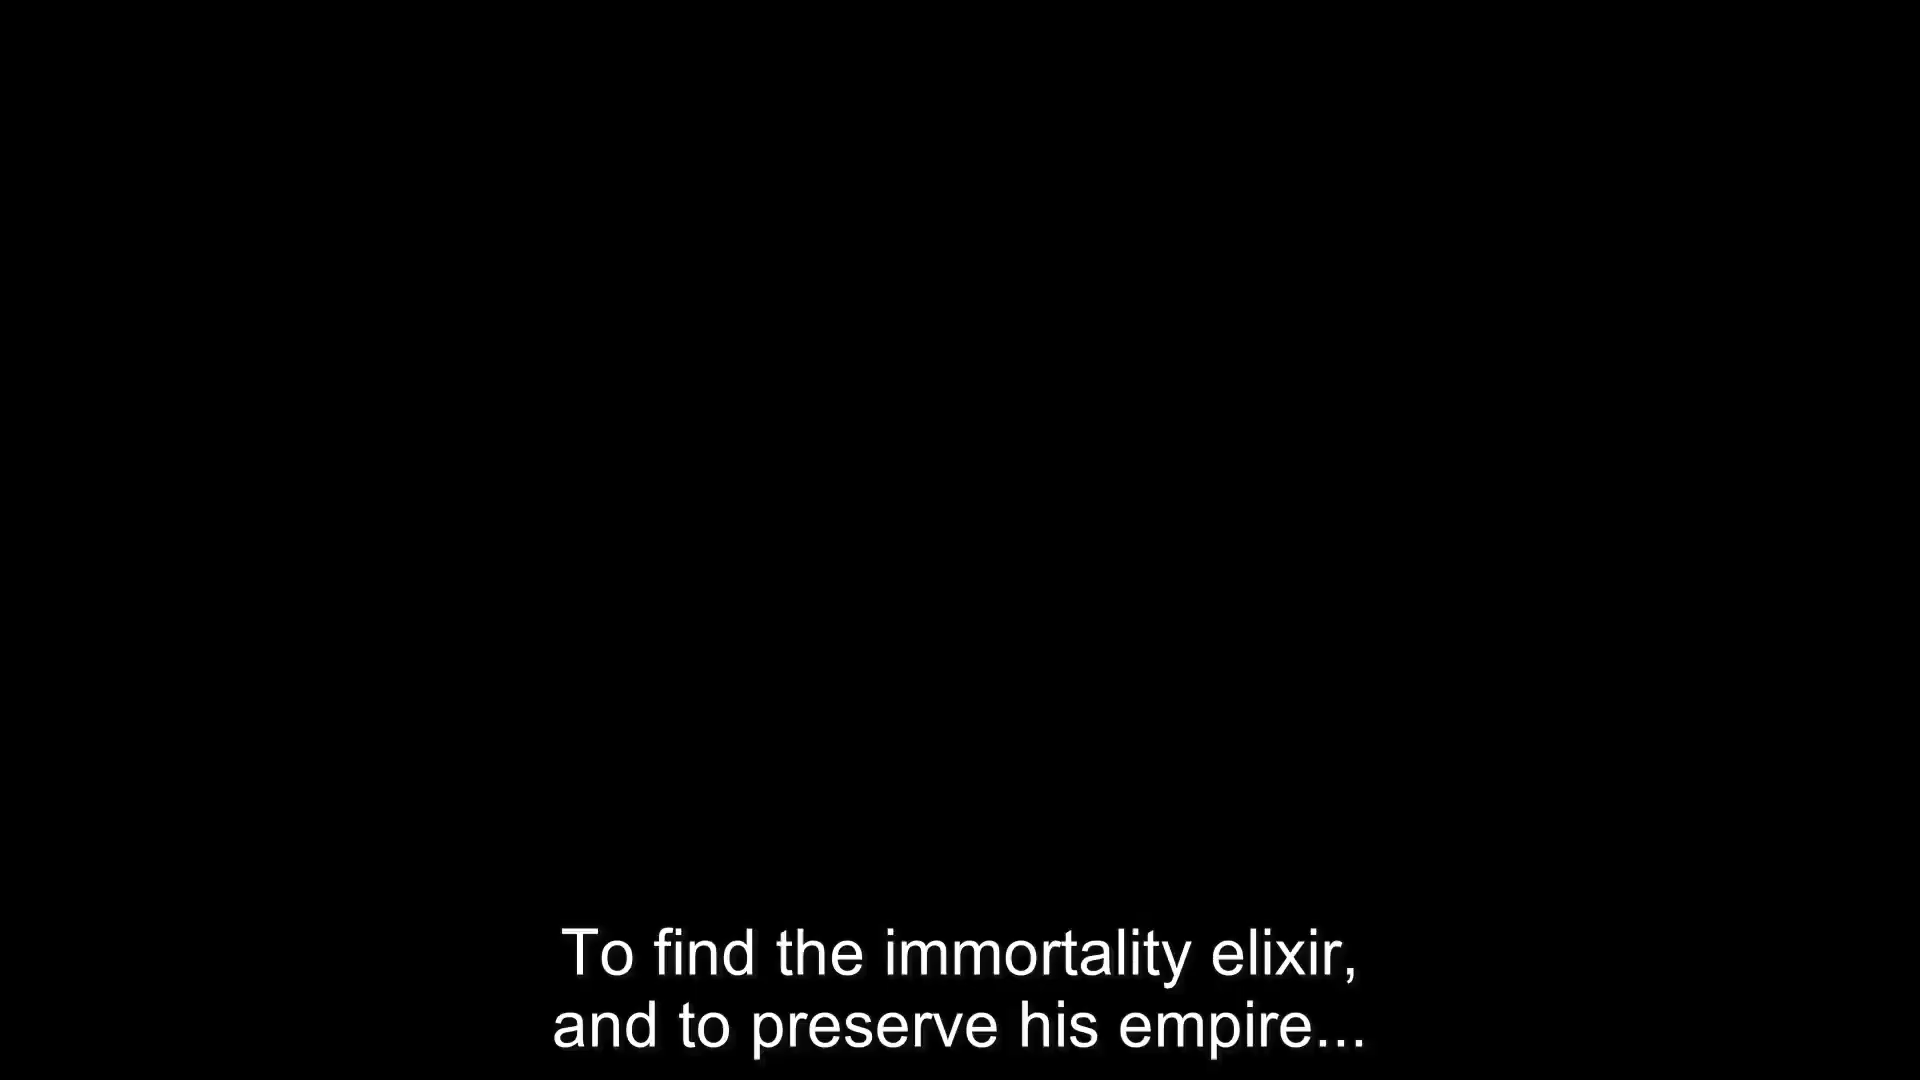 To find the immortality elixir,
and to preserve his empire...